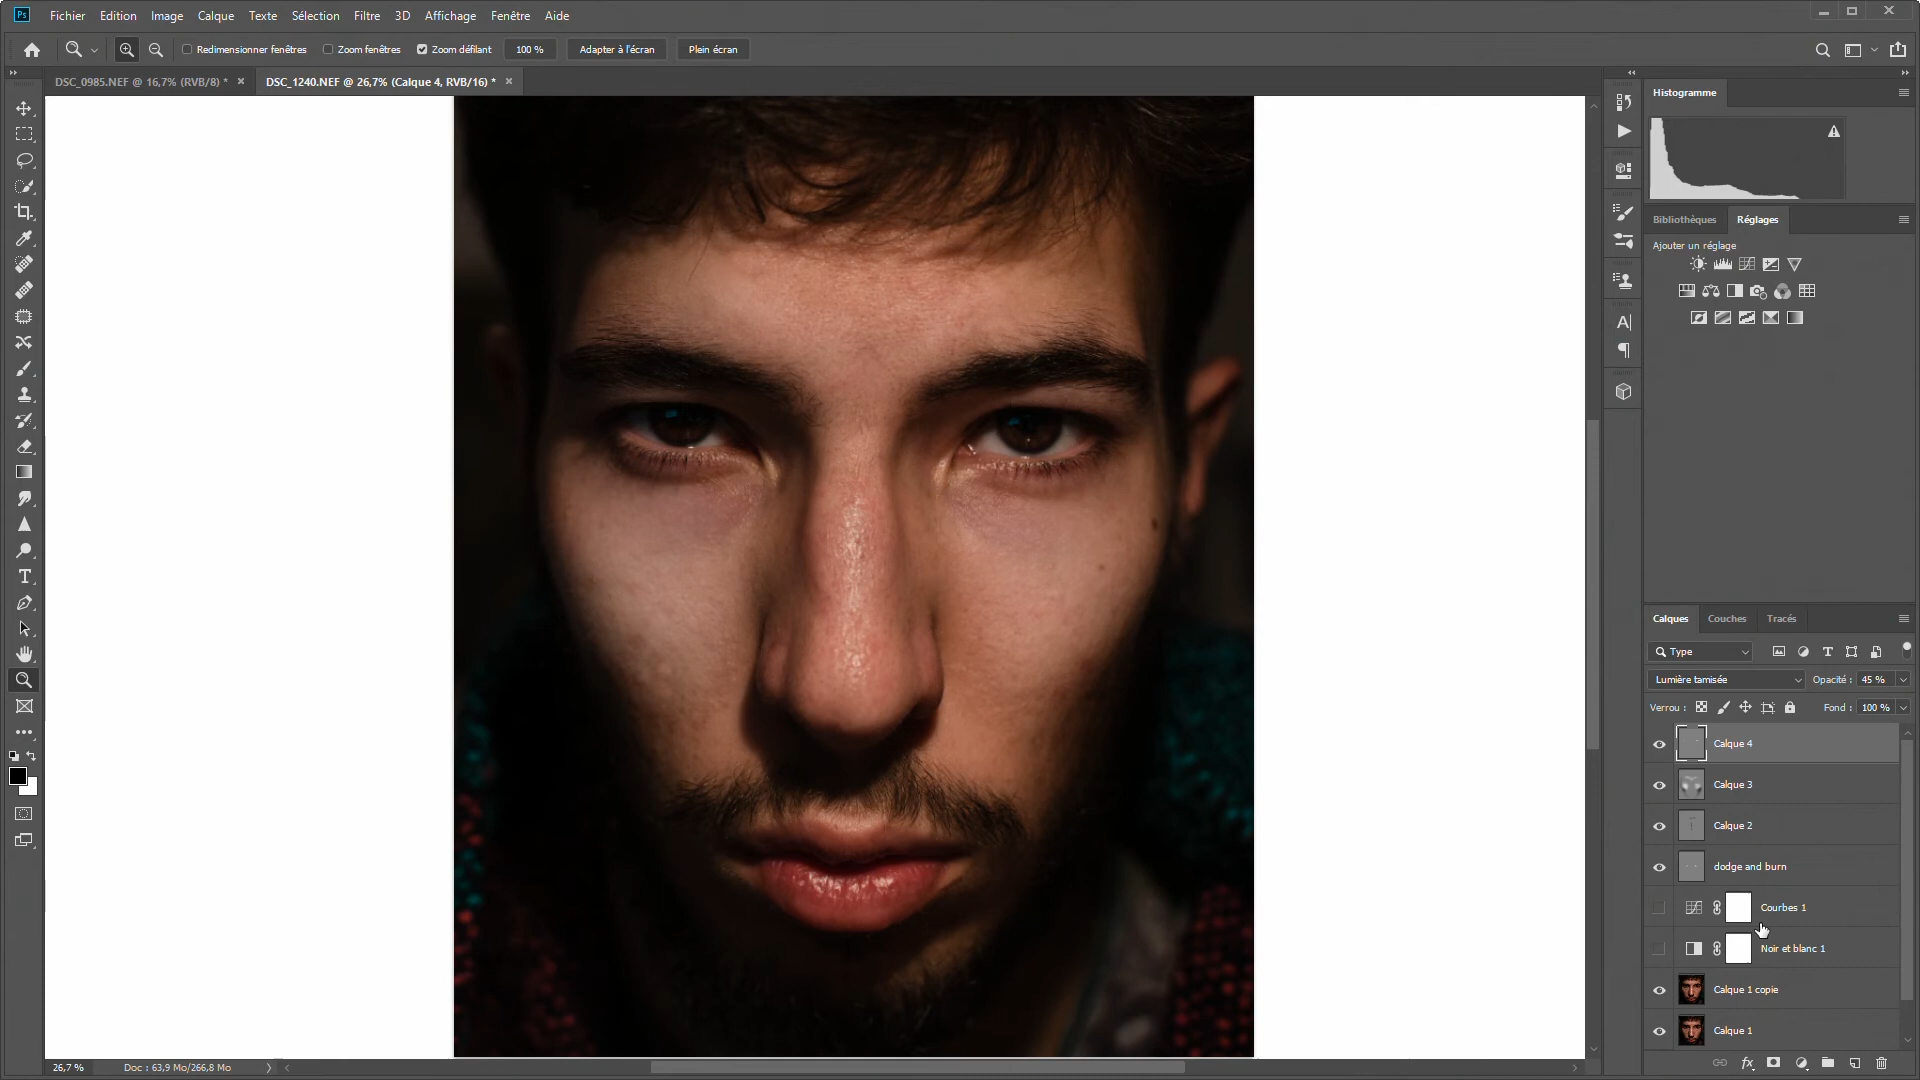 Ps Fichier Edition Image Calque Texte Sélection Filtre 3D Affichage Fenêtre Aide
Redimensionner fenêtres Zoom fenêtres Zoom défilant 100 % Adapter à l'écran Plein écran
DSC_0985.NEF @ 16,7% (RVB/8) * × DSC_1240.NEF @ 26,7% (Calque 4, RVB/16) * ×
Histogramme
Bibliothèques Réglages
Ajouter un réglage
Calques Couches Tracés
Type
Lumière tamisée Opacité : 45 %
Verrou : Fond : 100 %
Calque 4
Calque 3
Calque 2
dodge and burn
Courbes 1
Noir et blanc 1
Calque 1 copie
Calque 1
26,7 % Doc : 63,9 Mo/266,8 Mo